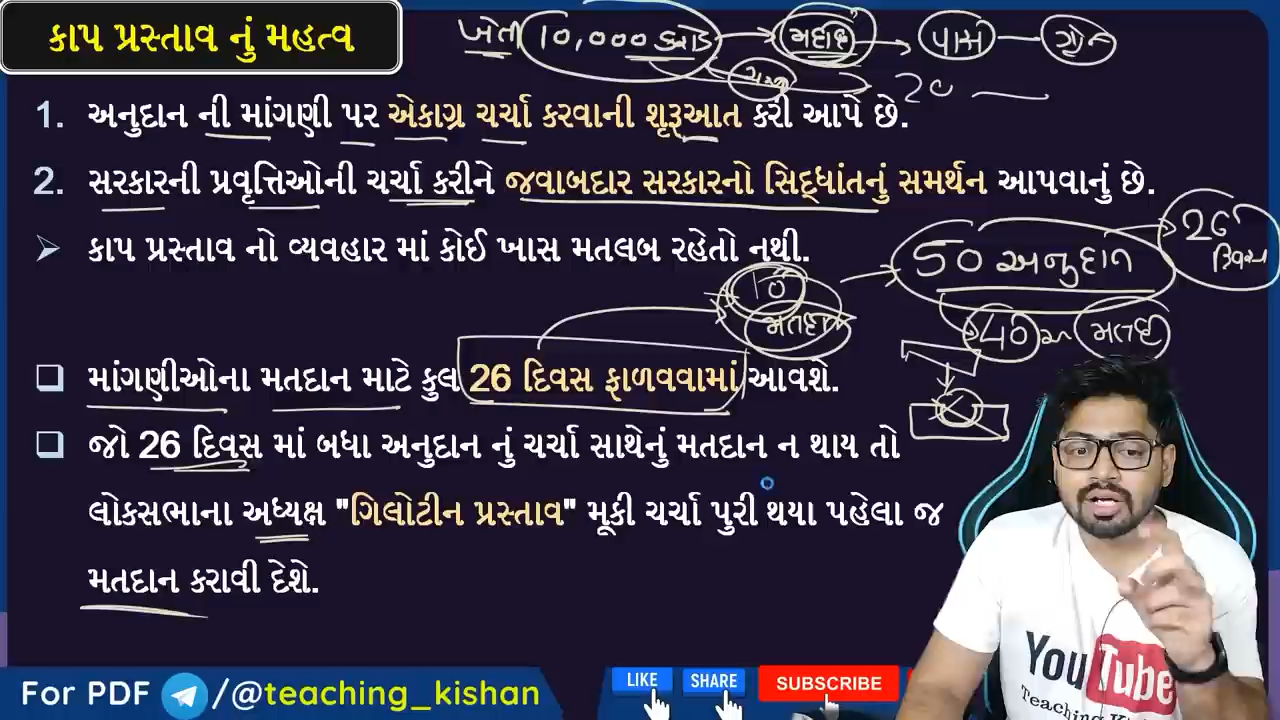 કાપ પ્રસ્તાવ નું મહત્વ
ખેતી 10,000 કરોડ
પાસ
20
1. અનુદાન ની માંગણી પર એકાગ્ર ચર્ચા કરવાની શૃરૂઆત કરી આપે છે.
2. સરકારની પ્રવૃત્તિઓની ચર્ચા કરીને જવાબદાર સરકારનો સિદ્ધાંતનું સમર્થન આપવાનું છે.
➢ કાપ પ્રસ્તાવ નો વ્યવહાર માં કોઈ ખાસ મતલબ રહેતો નથી.
50 અનુદાન
26 દિવસ
10
મતદાન
40
❑ માંગણીઓના મતદાન માટે કુલ 26 દિવસ ફાળવવામાં આવશે.
❑ જો 26 દિવસ માં બધા અનુદાન નું ચર્ચા સાથેનું મતદાન ન થાય તો
લોકસભાના અધ્યક્ષ "ગિલોટીન પ્રસ્તાવ" મૂકી ચર્ચા પુરી થયા પહેલા જ
મતદાન કરાવી દેશે.
YouTube
Teaching
For PDF /@teaching_kishan
LIKE SHARE SUBSCRIBE